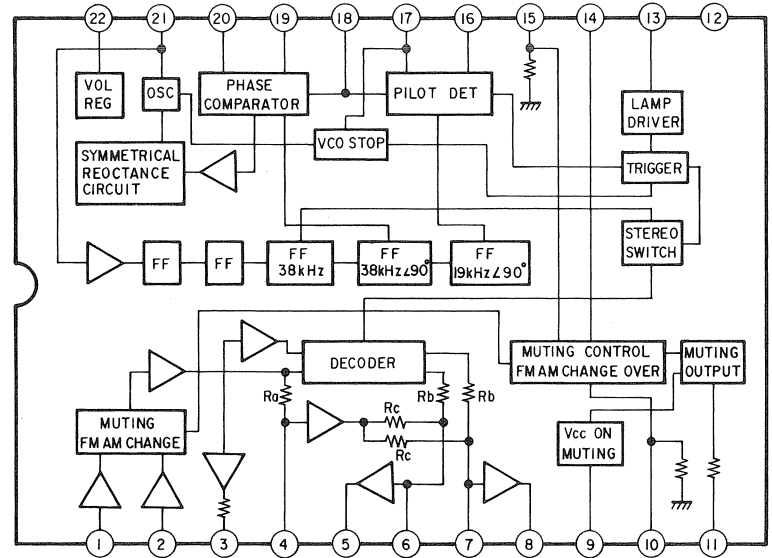 22 21 20 19 18 17 16 15 14 13 12
VOL
REG
OSC
PHASE
COMPARATOR
PILOT DET
LAMP
DRIVER
SYMMETRICAL
REOCTANCE
CIRCUIT
VCO STOP
TRIGGER
STEREO
SWITCH
FF
FF
FF
38kHz
FF
38kHz∠90°
FF
19kHz∠90°
DECODER
MUTING CONTROL
FM AM CHANGE OVER
MUTING
OUTPUT
Ra
Rc
Rb
Rb
MUTING
FM AM CHANGE
Rc
Vcc ON
MUTING
1 2 3 4 5 6 7 8 9 10 11